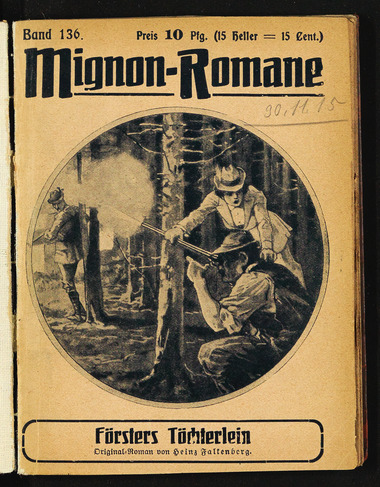 Band 136.
Preis 10 Pfg. (15 Heller = 15 Cent.)
Mignon-Romane
30.11.15
Försters Töchterlein
Original-Roman von Heinz Falkenberg.